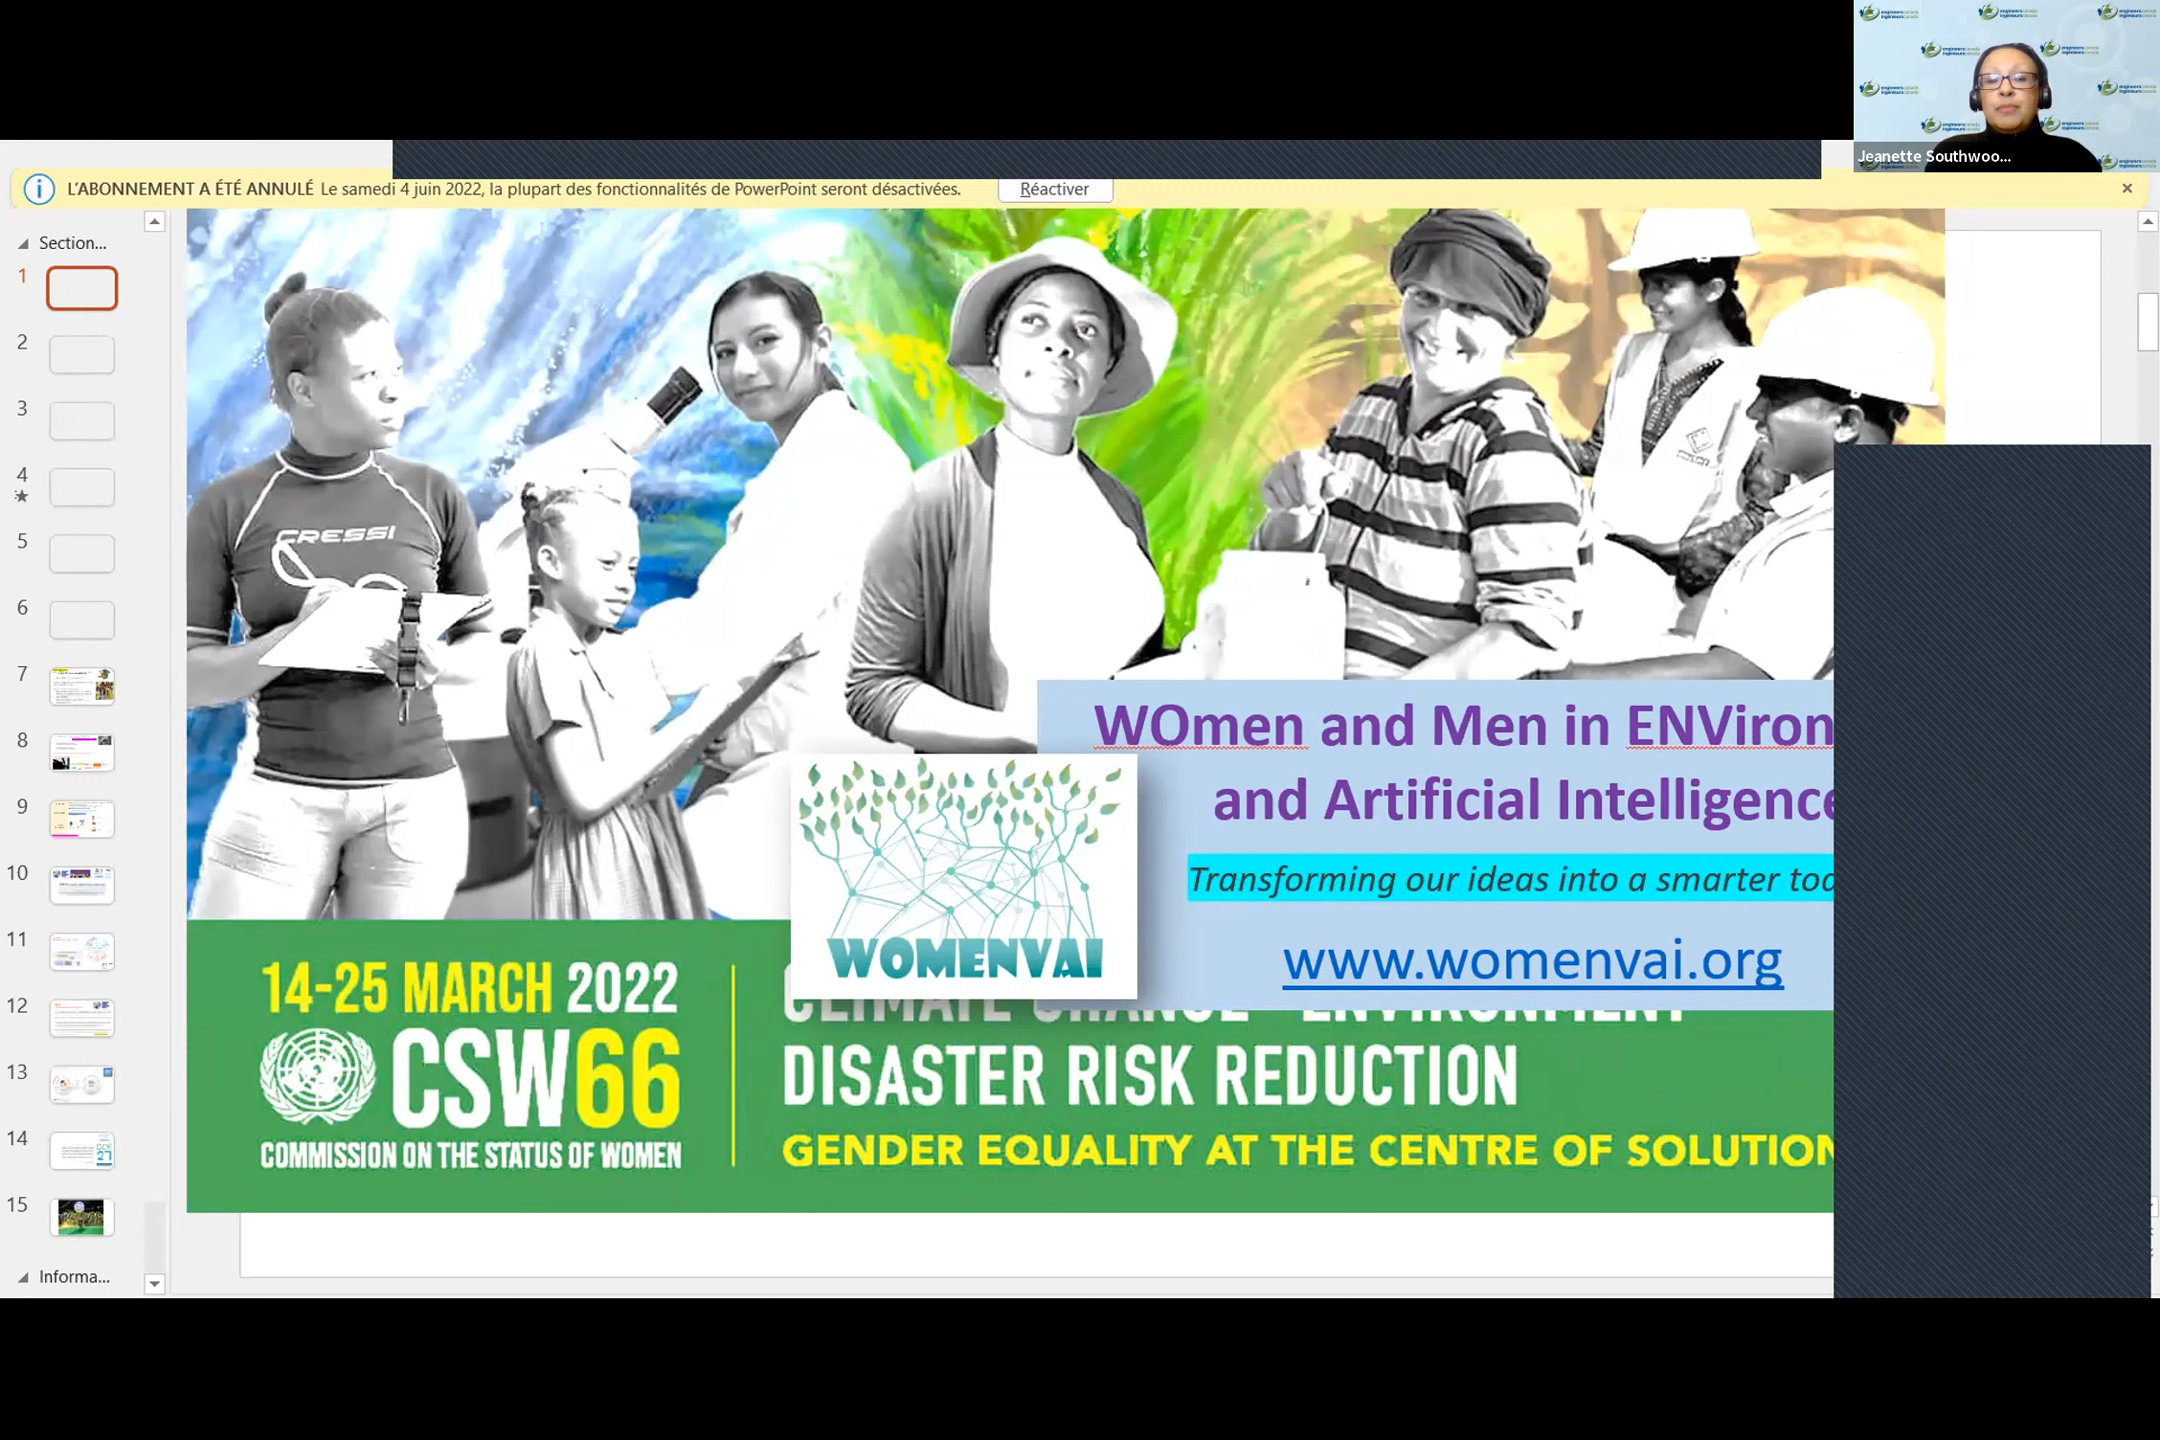 Jeanette Southwoo...
L'ABONNEMENT A ÉTÉ ANNULÉ Le samedi 4 juin 2022, la plupart des fonctionnalités de PowerPoint seront désactivées.
Réactiver
Section...
1
2
3
4
5
6
7
8
9
10
11
12
13
14
15
Informa...
CRESSI
WOmen and Men in ENViron
and Artificial Intelligence
Transforming our ideas into a smarter
www.womenvai.org
WOMENVAI
14-25 MARCH 2022
CSW66
COMMISSION ON THE STATUS OF WOMEN
CLIMATE CHANGE ENVIRONMENT
DISASTER RISK REDUCTION
GENDER EQUALITY AT THE CENTRE OF SOLUTION